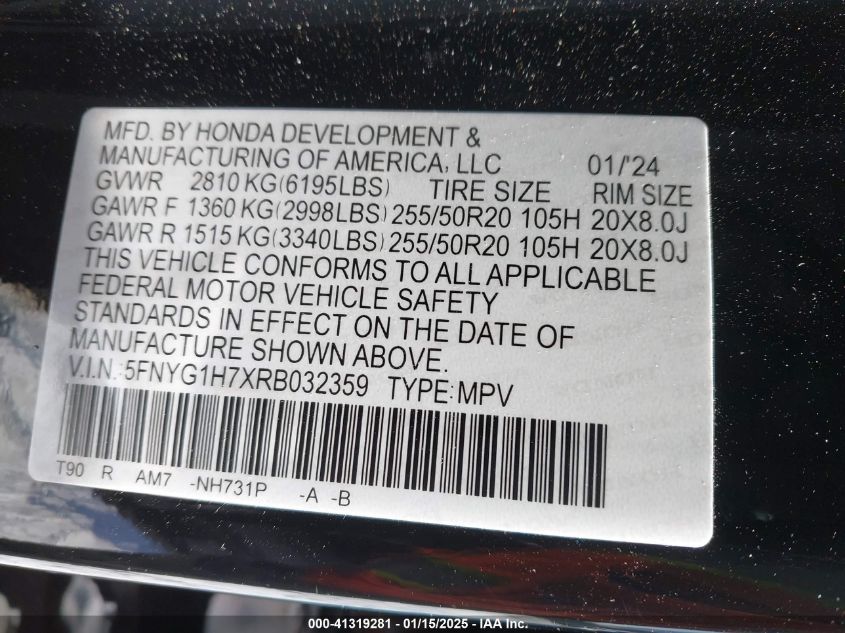 MFD. BY HONDA DEVELOPMENT &
MANUFACTURING OF AMERICA, LLC 01/'24
GVWR 2810 KG(6195LBS) TIRE SIZE RIM SIZE
GAWR F 1360 KG(2998LBS) 255/50R20 105H 20X8.0J
GAWR R 1515 KG(3340LBS) 255/50R20 105H 20X8.0J
THIS VEHICLE CONFORMS TO ALL APPLICABLE
FEDERAL MOTOR VEHICLE SAFETY
STANDARDS IN EFFECT ON THE DATE OF
MANUFACTURE SHOWN ABOVE.
V.I.N.:5FNYG1H7XRB032359 TYPE:MPV
T90 R AM7 -NH731P -A -B
000-41319281 - 01/15/2025 - IAA Inc.